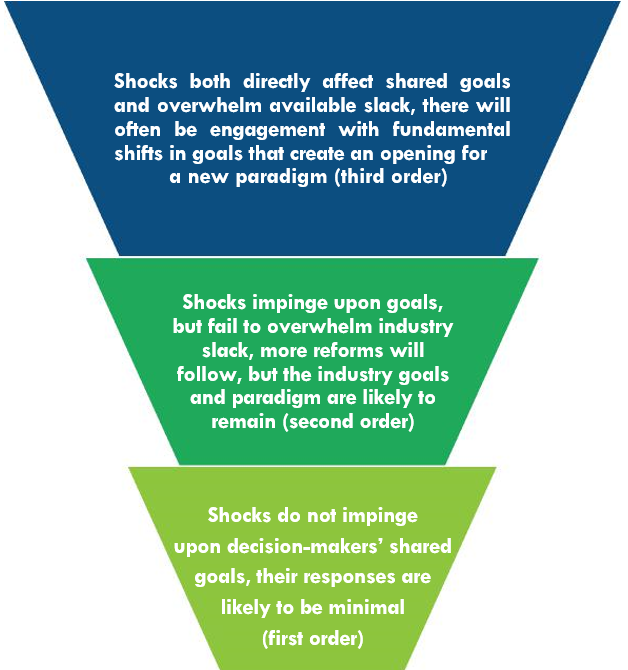 Shocks both directly affect shared goals
and overwhelm available slack, there will
often be engagement with fundamental
shifts in goals that create an opening for
a new paradigm (third order)
Shocks impinge upon goals,
but fail to overwhelm industry
slack, more reforms will
follow, but the industry goals
and paradigm are likely to
remain (second order)
Shocks do not impinge
upon decision-makers’ shared
goals, their responses are
likely to be minimal
(first order)